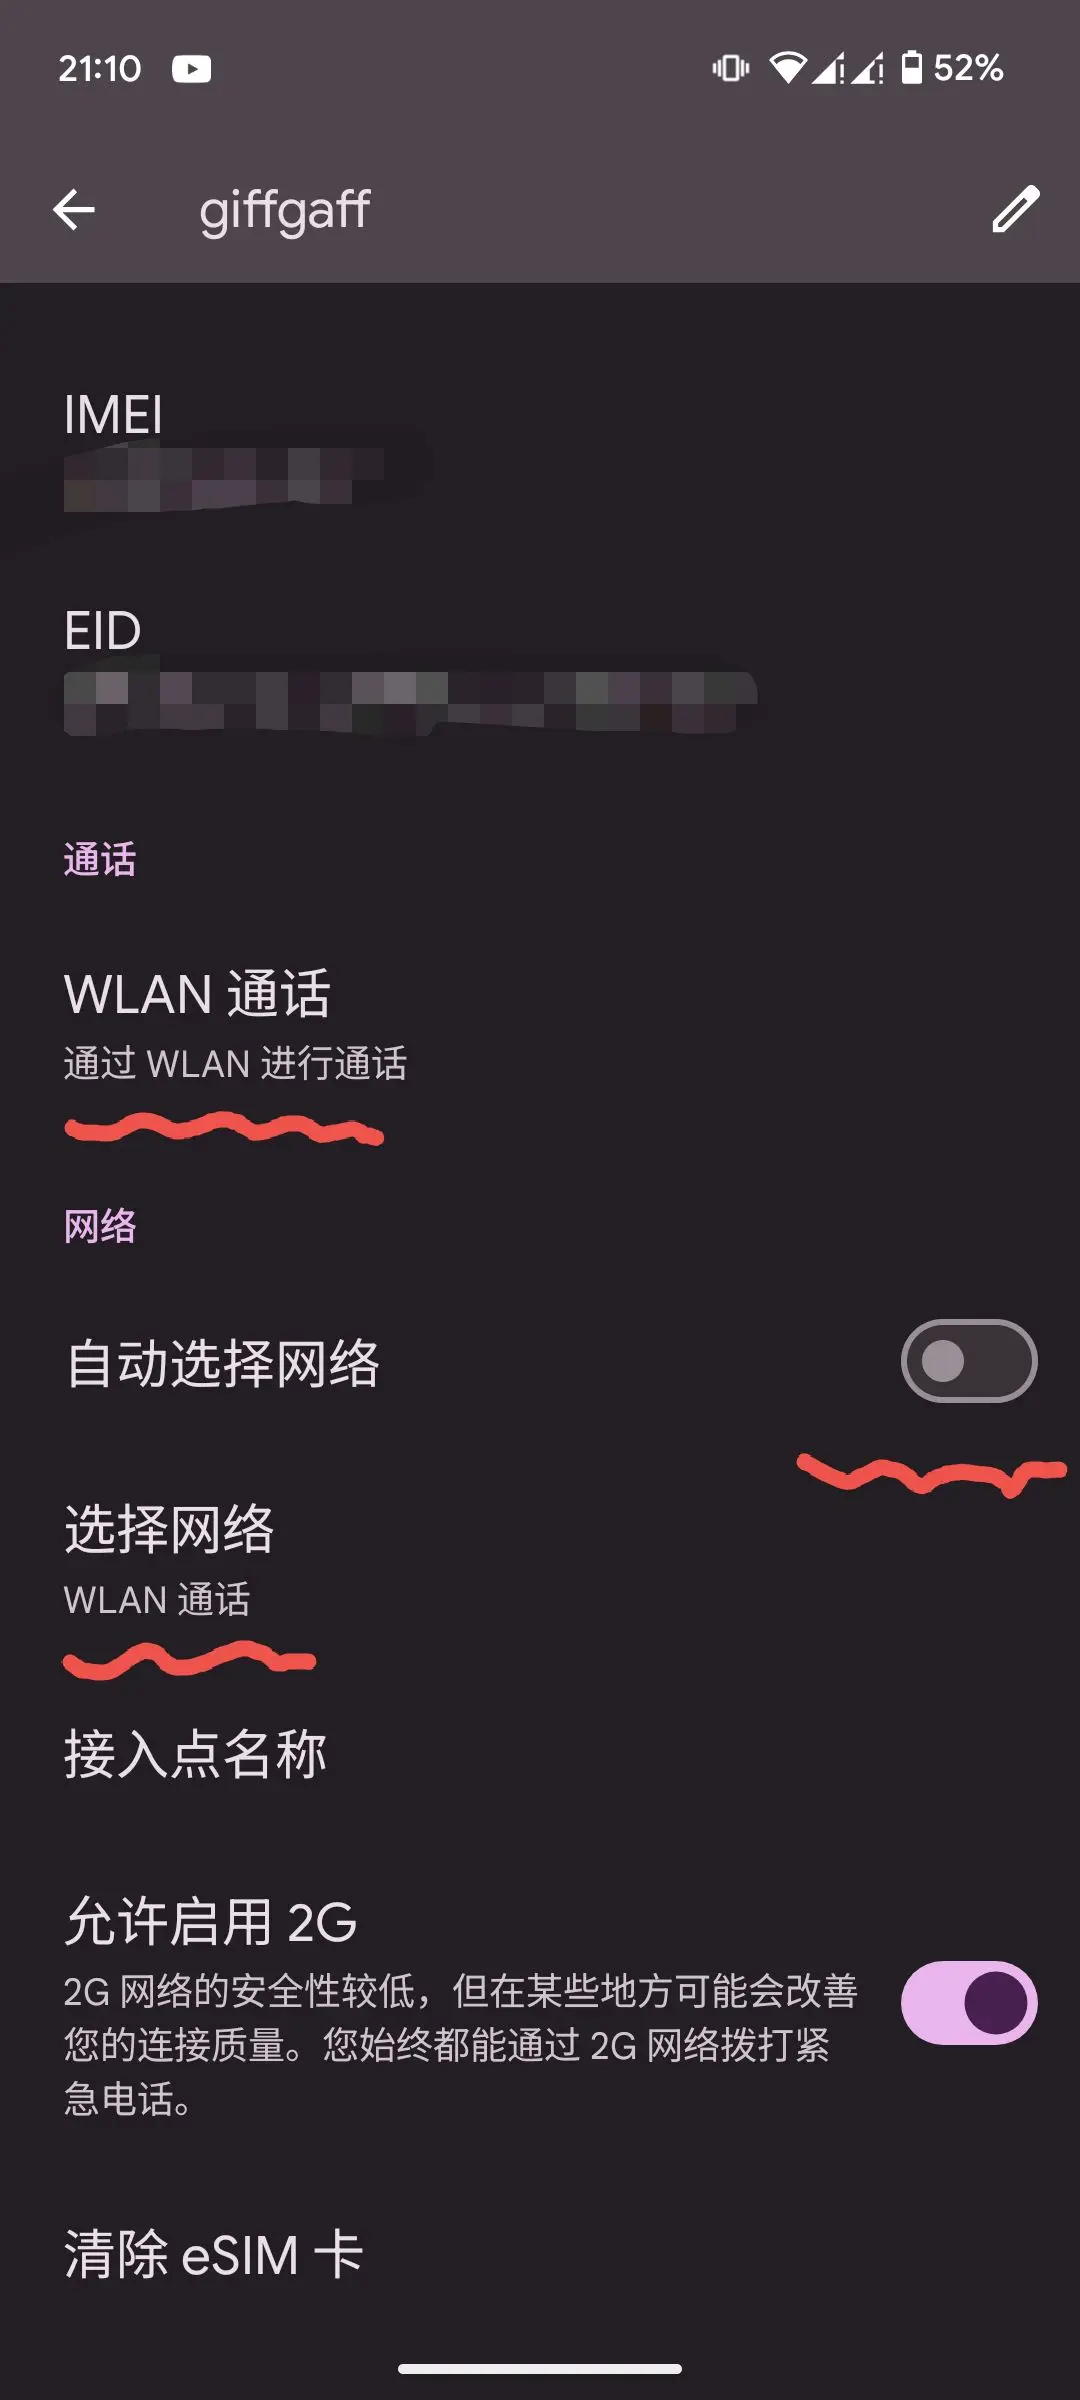 21:10
52%
giffgaff
IMEI
EID
通话
WLAN 通话
通过 WLAN 进行通话
网络
自动选择网络
选择网络
WLAN 通话
接入点名称
允许启用 2G
2G 网络的安全性较低，但在某些地方可能会改善
您的连接质量。您始终都能通过 2G 网络拨打紧
急电话。
清除 eSIM 卡